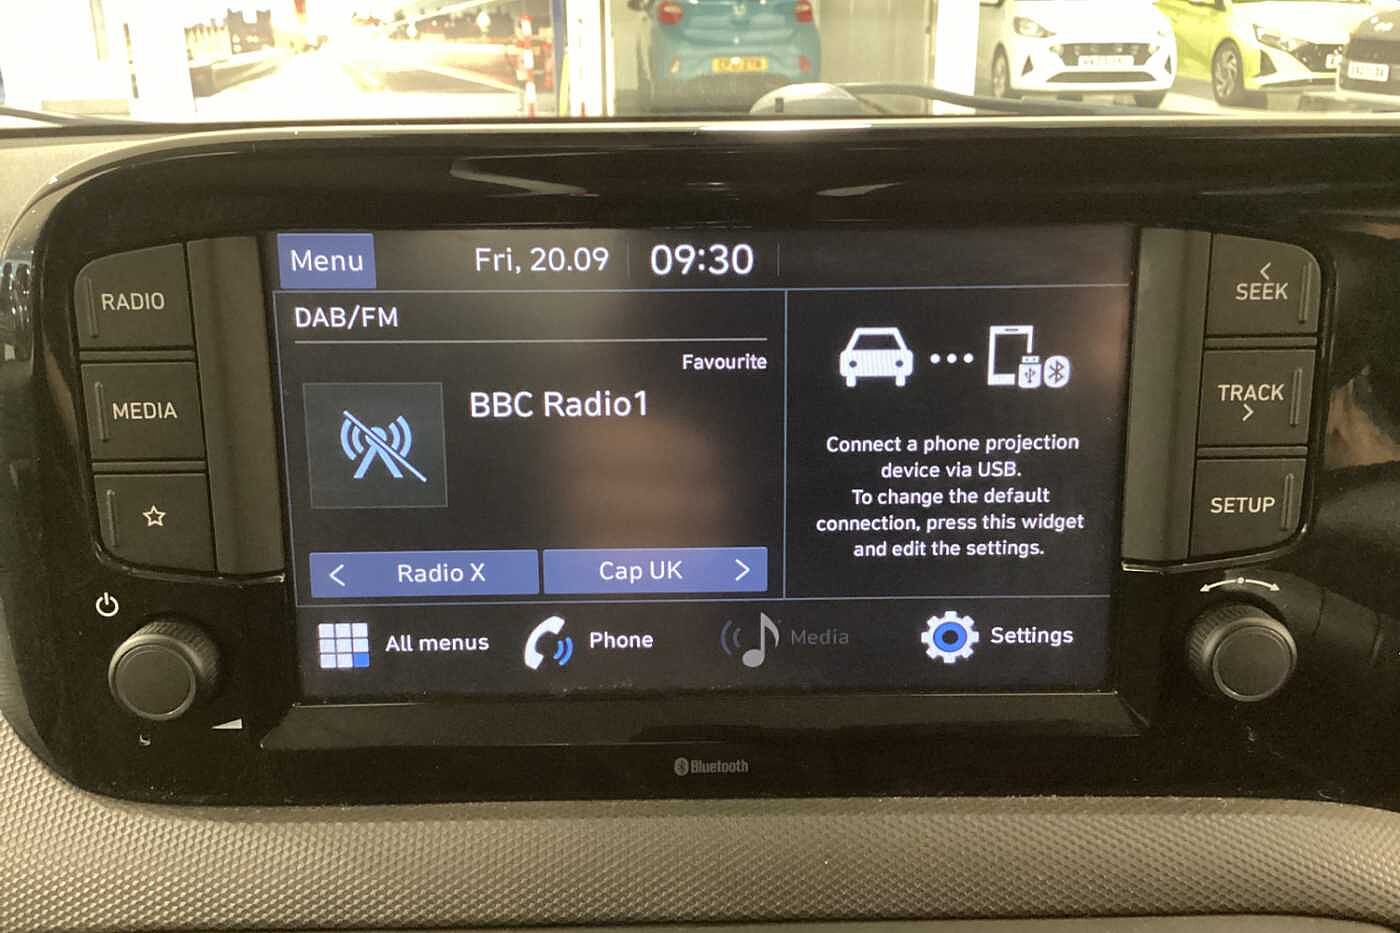 Menu
Fri, 20.09
09:30
RADIO
MEDIA
DAB/FM
Favourite
BBC Radio1
< Radio X
Cap UK >
Connect a phone projection
device via USB.
To change the default
connection, press this widget
and edit the settings.
All menus
Phone
Media
Settings
<
SEEK
TRACK
>
SETUP
Bluetooth